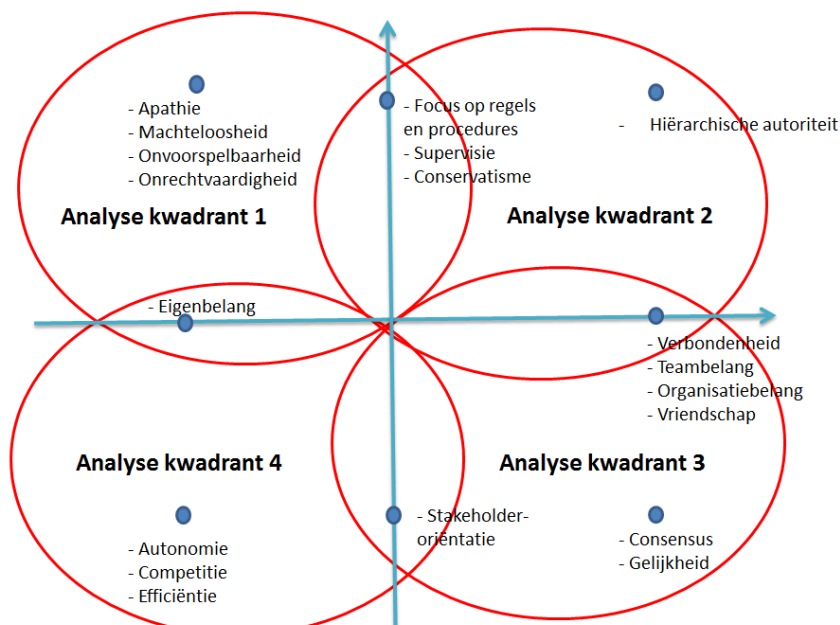 - Apathie
- Machteloosheid
- Onvoorspelbaarheid
- Onrechtvaardigheid
Analyse kwadrant 1
- Focus op regels
en procedures
- Supervisie
- Conservatisme
- Hiërarchische autoriteit
Analyse kwadrant 2
- Eigenbelang
- Verbondenheid
- Teambelang
- Organisatiebelang
- Vriendschap
Analyse kwadrant 4
Analyse kwadrant 3
- Autonomie
- Competitie
- Efficiëntie
- Stakeholder-
oriëntatie
- Consensus
- Gelijkheid